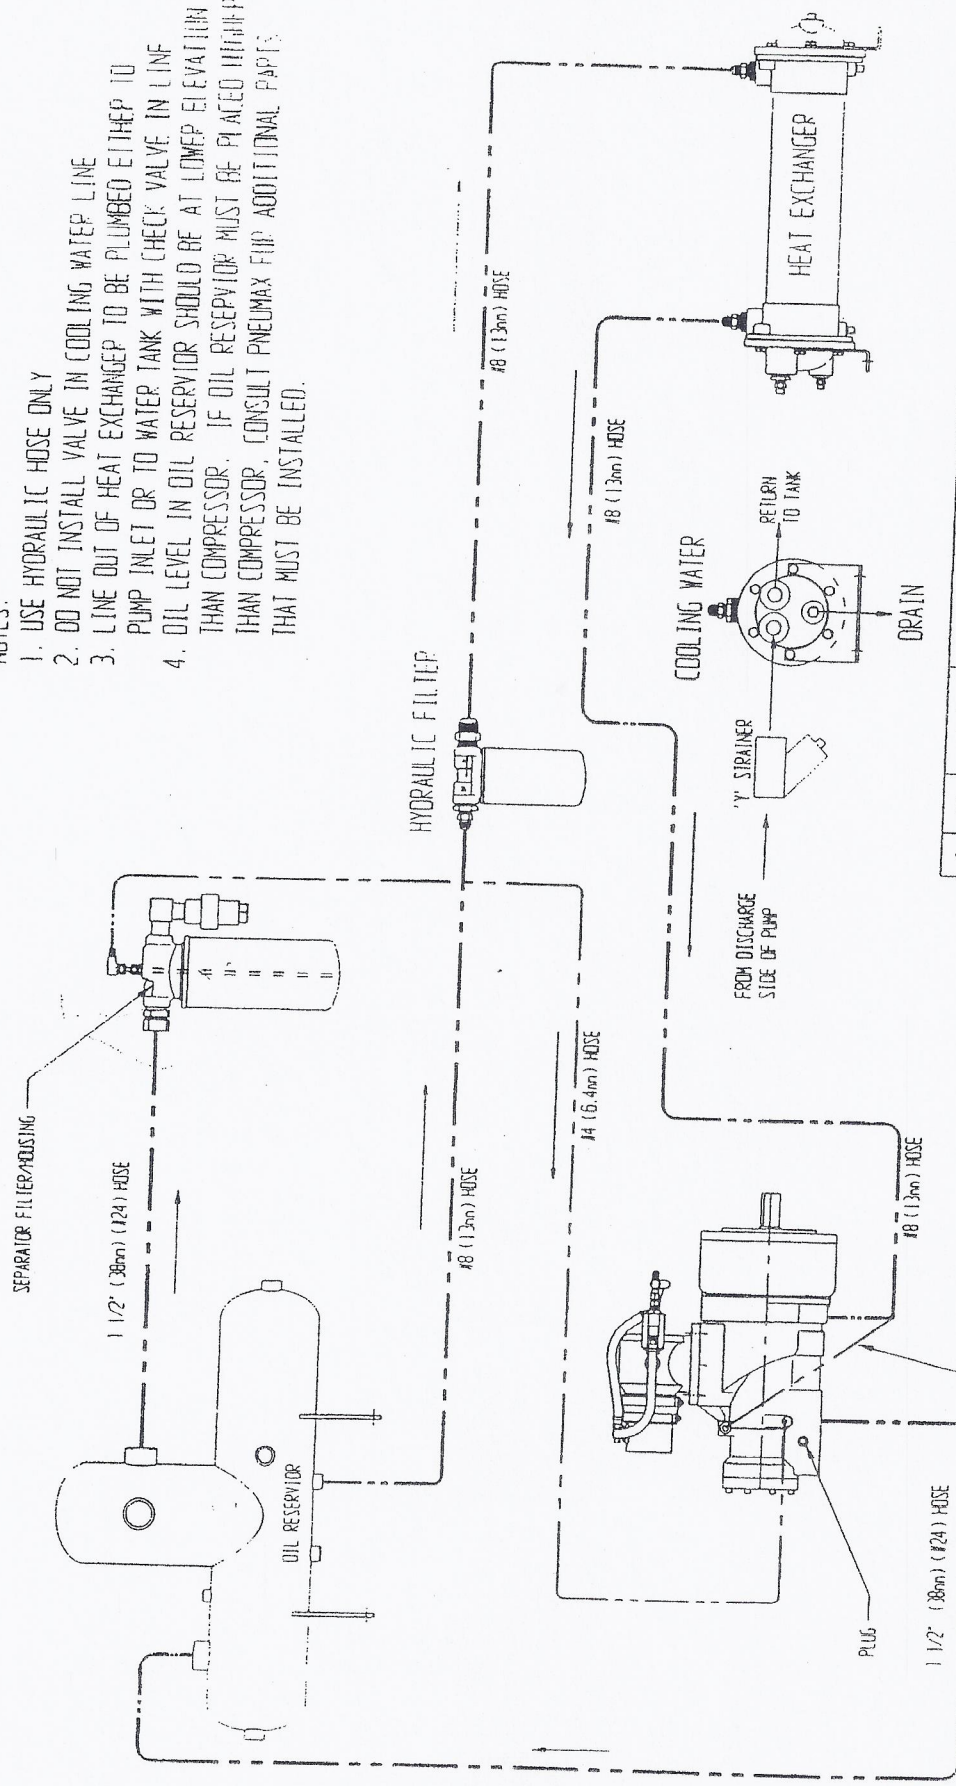 NOTES:
1. USE HYDRAULIC HOSE ONLY
2. DO NOT INSTALL VALVE IN COOLING WATER LINE
3. LINE OUT OF HEAT EXCHANGER TO BE PLUMBED EITHER TO
PUMP INLET OR TO WATER TANK WITH CHECK VALVE IN LINE
4. OIL LEVEL IN OIL RESERVIOR SHOULD BE AT LOWER ELEVATION
THAN COMPRESSOR. IF OIL RESERVIOR MUST BE PLACED HIGHER
THAN COMPRESSOR, CONSULT PNEUMAX FOR ADDITIONAL PARTS
THAT MUST BE INSTALLED.
SEPARATOR FILTER/HOUSING
1 1/2" (38mm) (#24) HOSE
OIL RESERVIOR
HYDRAULIC FILTER
#8 (13mm) HOSE
#8 (13mm) HOSE
#4 (6.4mm) HOSE
#8 (13mm) HOSE
HEAT EXCHANGER
COOLING WATER
RETURN
TO TANK
DRAIN
'Y' STRAINER
FROM DISCHARGE
SIDE OF PUMP
#8 (13mm) HOSE
PLUG
1 1/2" (38mm) (#24) HOSE